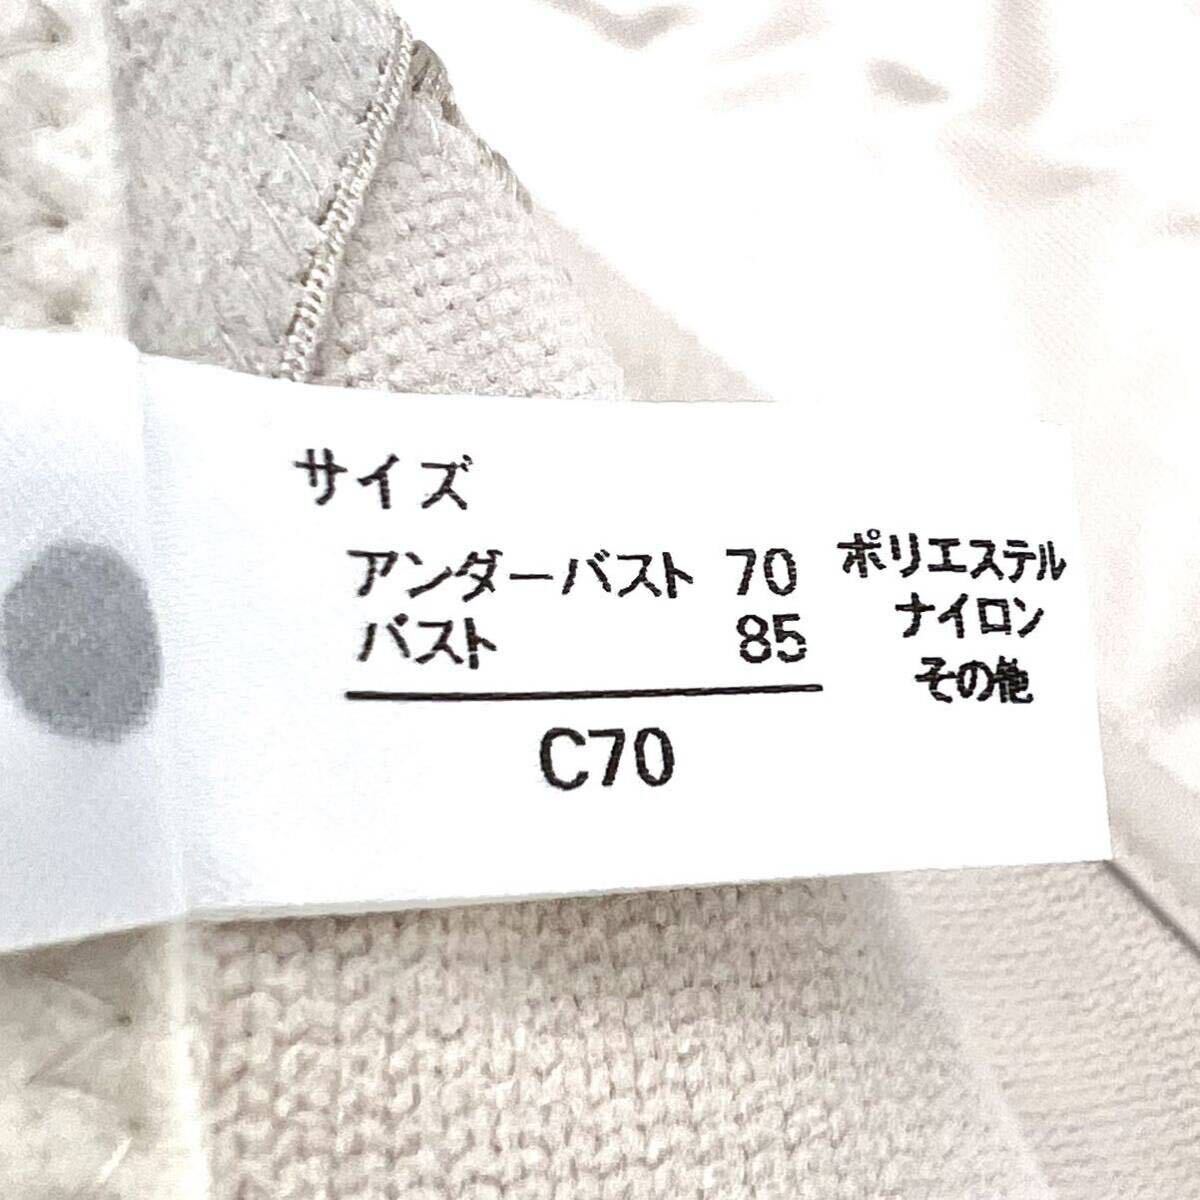 サイズ
アンダーバスト 70
バスト 85
C70
ポリエステル
ナイロン
その他